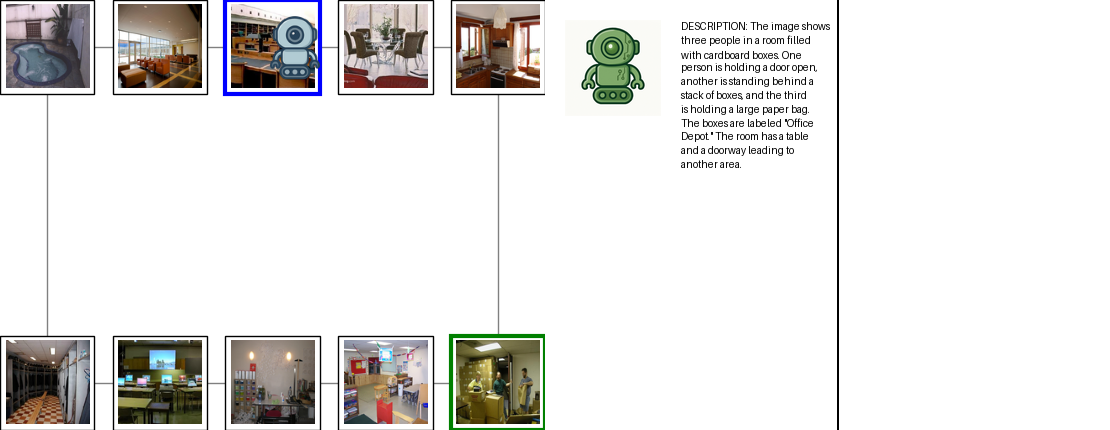 DESCRIPTION: The image shows
three people in a room filled
with cardboard boxes. One
person is holding a door open,
another is standing behind a
stack of boxes, and the third
is holding a large paper bag.
The boxes are labeled "Office
Depot." The room has a table
and a doorway leading to
another area.